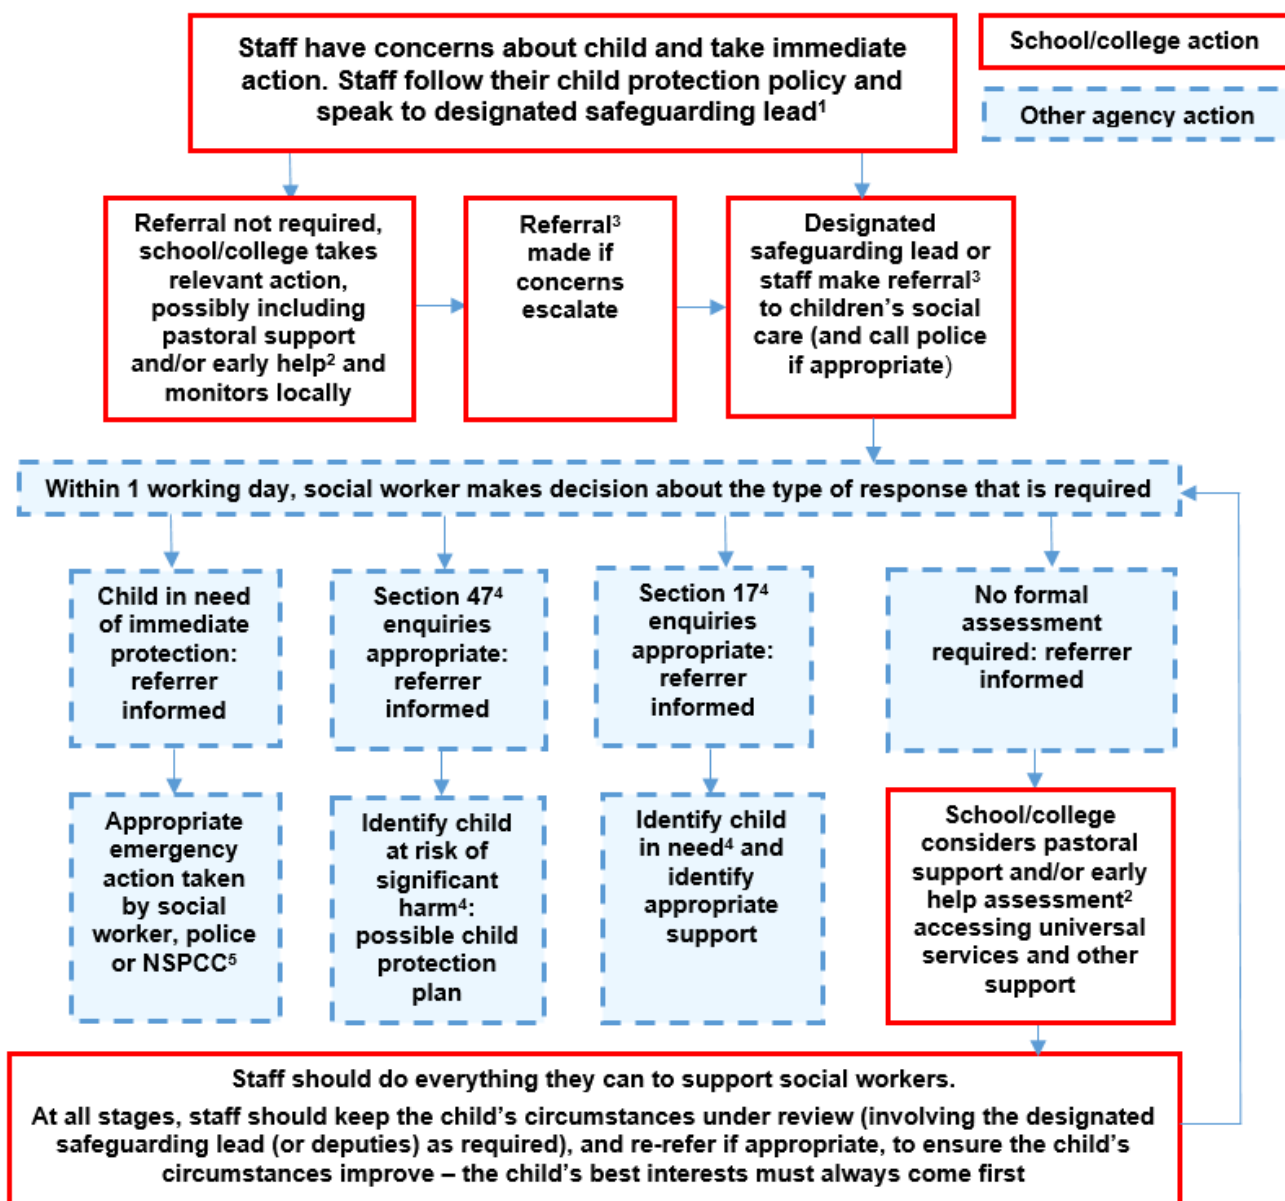 Staff have concerns about child and take immediate
action. Staff follow their child protection policy and
speak to designated safeguarding lead¹
School/college action
Other agency action
Referral not required,
school/college takes
relevant action,
possibly including
pastoral support
and/or early help² and
monitors locally
Referral³
made if
concerns
escalate
Designated
safeguarding lead or
staff make referral³
to children’s social
care (and call police
if appropriate)
Within 1 working day, social worker makes decision about the type of response that is required
Child in need
of immediate
protection:
referrer
informed
Section 47⁴
enquiries
appropriate:
referrer
informed
Section 17⁴
enquiries
appropriate:
referrer
informed
No formal
assessment
required: referrer
informed
Appropriate
emergency
action taken
by social
worker, police
or NSPCC⁵
Identify child
at risk of
significant
harm⁴:
possible child
protection
plan
Identify child
in need⁴ and
identify
appropriate
support
School/college
considers pastoral
support and/or early
help assessment²
accessing universal
services and other
support
Staff should do everything they can to support social workers.
At all stages, staff should keep the child’s circumstances under review (involving the designated
safeguarding lead (or deputies) as required), and re-refer if appropriate, to ensure the child’s
circumstances improve – the child’s best interests must always come first